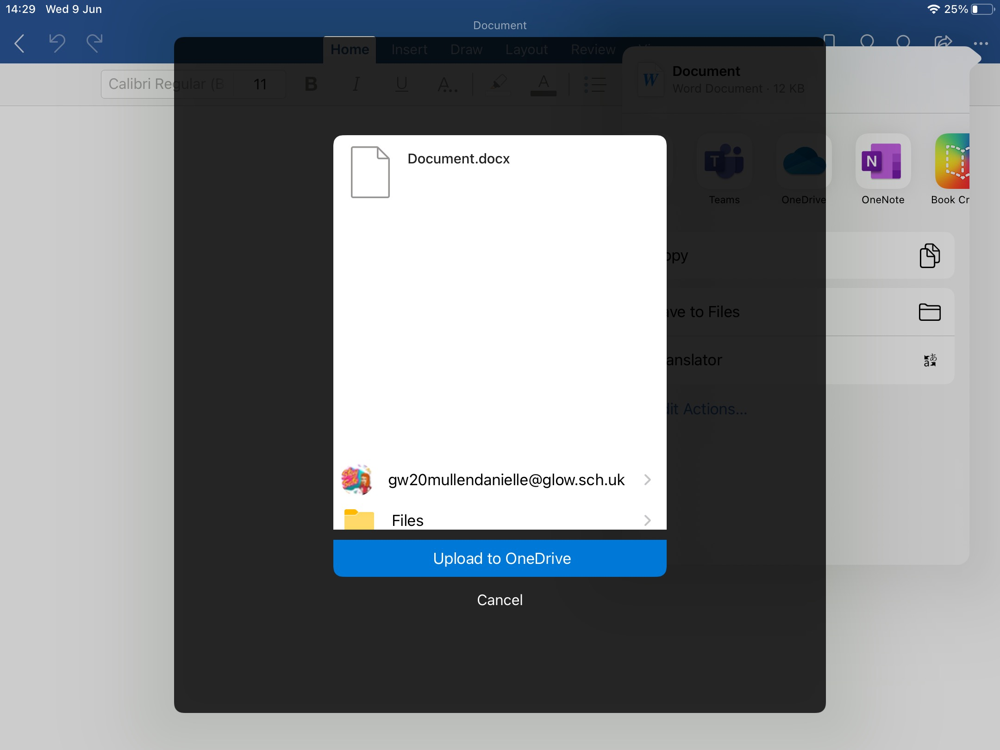 14:29 Wed 9 Jun 25%
Document
Home Insert Draw Layout Review
Calibri Regular (B 11 B I U A.. A
W Document
Word Document · 12 KB
Document.docx
T N
Teams OneDrive OneNote Book Cr
opy
ave to Files
anslator
a あ
dit Actions...
gw20mullendanielle@glow.sch.uk
Files
Upload to OneDrive
Cancel